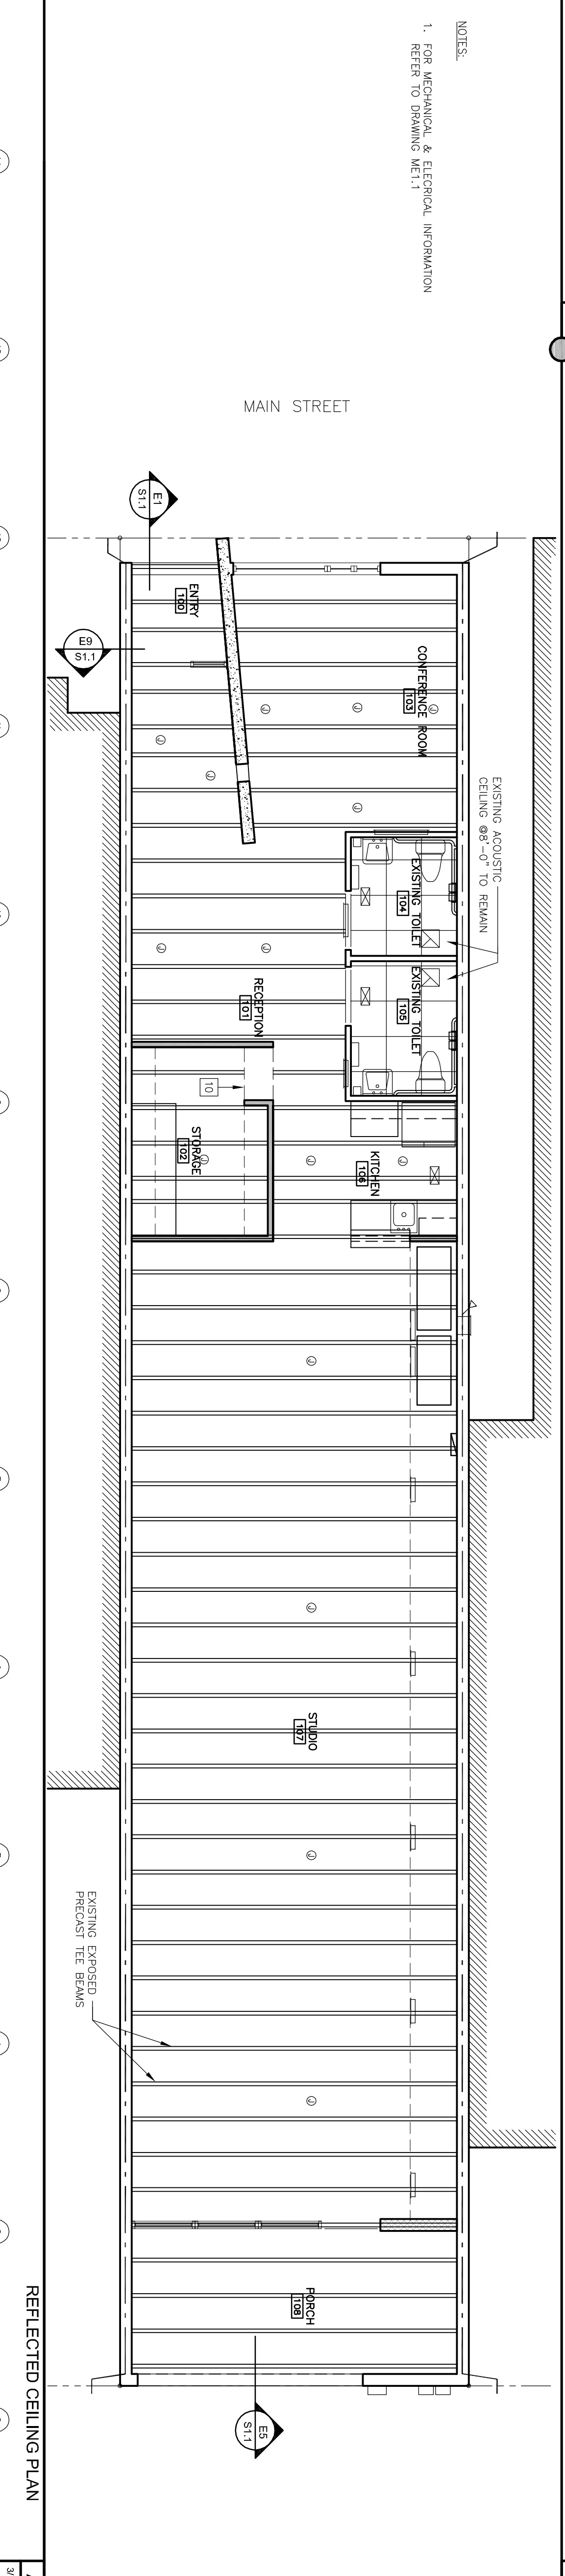 NOTES:
1. FOR MECHANICAL & ELECRICAL INFORMATION
REFER TO DRAWING ME1.1
MAIN STREET
E1
S1.1
E9
S1.1
ENTRY
100
CONFERENCE ROOM
103
J
J
J
J
J
J
EXISTING ACOUSTIC
CEILING @8'-0" TO REMAIN
EXISTING TOILET
104
EXISTING TOILET
105
J
J
RECEPTION
101
10
STORAGE
102
J
J
J
KITCHEN
106
J
J
STUDIO
107
J
J
EXISTING EXPOSED
PRECAST TEE BEAMS
PORCH
108
E5
S1.1
REFLECTED CEILING PLAN